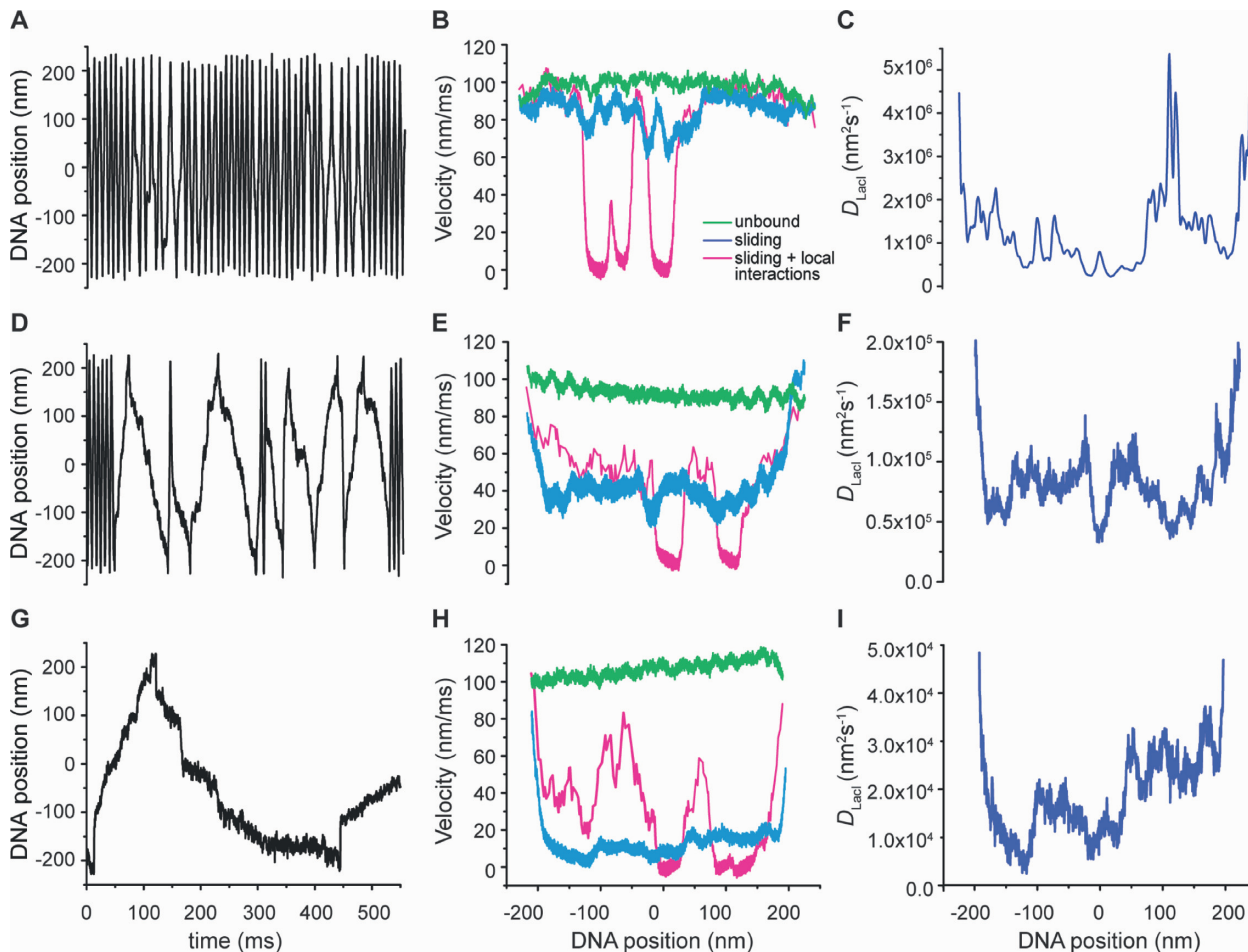 A
DNA position (nm)
200
100
0
-100
-200
B
Velocity (nm/ms)
120
100
80
60
40
20
0
unbound
sliding
sliding + local
interactions
C
D_LacI (nm²s⁻¹)
5x10⁶
4x10⁶
3x10⁶
2x10⁶
1x10⁶
0
D
DNA position (nm)
200
100
0
-100
-200
E
Velocity (nm/ms)
120
100
80
60
40
20
0
F
D_LacI (nm²s⁻¹)
2.0x10⁵
1.5x10⁵
1.0x10⁵
0.5x10⁵
0.0
G
DNA position (nm)
200
100
0
-100
-200
0 100 200 300 400 500
time (ms)
H
Velocity (nm/ms)
120
100
80
60
40
20
0
-200 -100 0 100 200
DNA position (nm)
I
D_LacI (nm²s⁻¹)
5.0x10⁴
4.0x10⁴
3.0x10⁴
2.0x10⁴
1.0x10⁴
0.0
-200 -100 0 100 200
DNA position (nm)